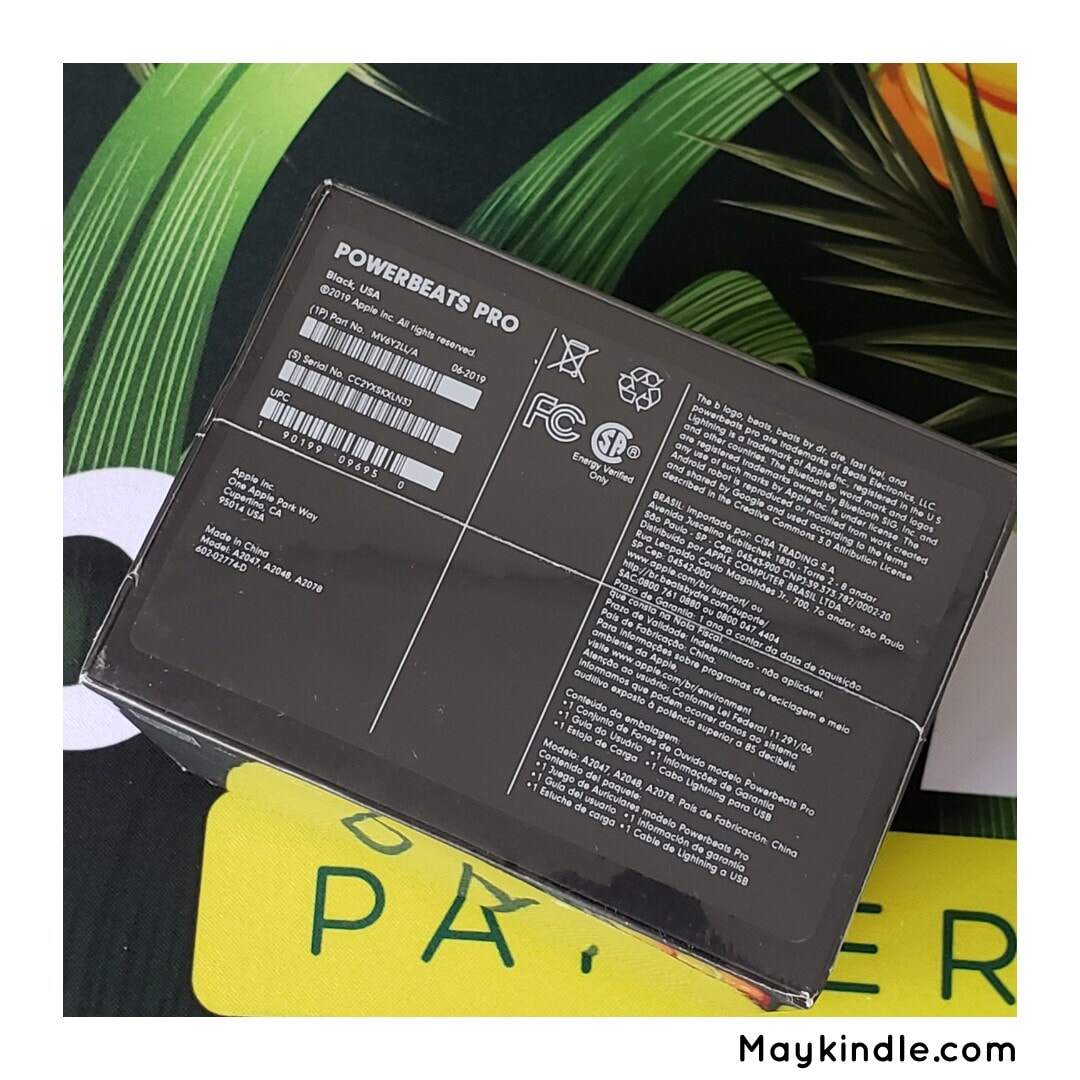 POWERBEATS PRO
Black, USA
©2019 Apple Inc. All rights reserved.
(1P) Part No. MV6Y2LL/A
06-2019
(S) Serial No. CC2YXSKXLN33
UPC
1 90199 09695 0
Apple Inc.
One Apple Park Way
Cupertino, CA
95014 USA
Made in China
Model: A2047, A2048, A2078
602-02774-D
FC
SA®
Energy Verified
Only
The b logo, beats, beats by dr. dre, fast fuel, and
powerbeats pro are trademarks of Beats Electronics, LLC.
Lightning is a trademark of Apple Inc., registered in the U S
and other countries. The Bluetooth® word mark and logos
are registered trademarks owned by Bluetooth SIG, Inc. and
any use of such marks by Apple Inc. is under license. The
Android robot is reproduced or modified from work created
and shared by Google and used according to the terms
described in the Creative Commons 3.0 Attribution License
BRASIL: Importado por: CISA TRADING S.A
Avenida Juscelino Kubitschek 1830 - Torre 2 - 8 andar
São Paulo - SP - Cep: 04543-900 CNPJ:39.373.782/0002-20
Distribuido por APPLE COMPUTER BRASIL LTDA
Rua Leopoldo Couto Magalhães Jr., 700, 7o andar, São Paulo
SP Cep: 04542-000
www.apple.com/br/support/ ou
http://br.beatsbydre.com/suporte/
SAC:0800 761 0880 ou 0800 047 4404
Prazo de Garantia: 1 ano a contar da data de aquisição
Que consta na Nota Fiscal.
Prazo de Validade: Indeterminado - não aplicável.
País de Fabricação: China.
Para informações sobre programas de reciclagem e meio
ambiente da Apple,
visite www.apple.com/br/environment
Atenção ao usuário: Conforme Lei Federal 11.291/06
informamos que podem ocorrer danos ao sistema
auditivo exposto à potência superior a 85 decibéis.
Conteúdo da embalagem:
•1 Conjunto de Fones de Ouvido modelo Powerbeats Pro
•1 Guia do Usuário •1 Informações de Garantia
•1 Estojo de Carga •1 Cabo Lightning para USB
Modelo: A2047, A2048, A2078, País de Fabricación: China
Contenido del paquete:
•1 Juego de Auriculares modelo Powerbeats Pro
•1 Guía del usuario •1 Información de garantía
•1 Estuche de carga •1 Cable de Lightning a USB
Maykindle.com